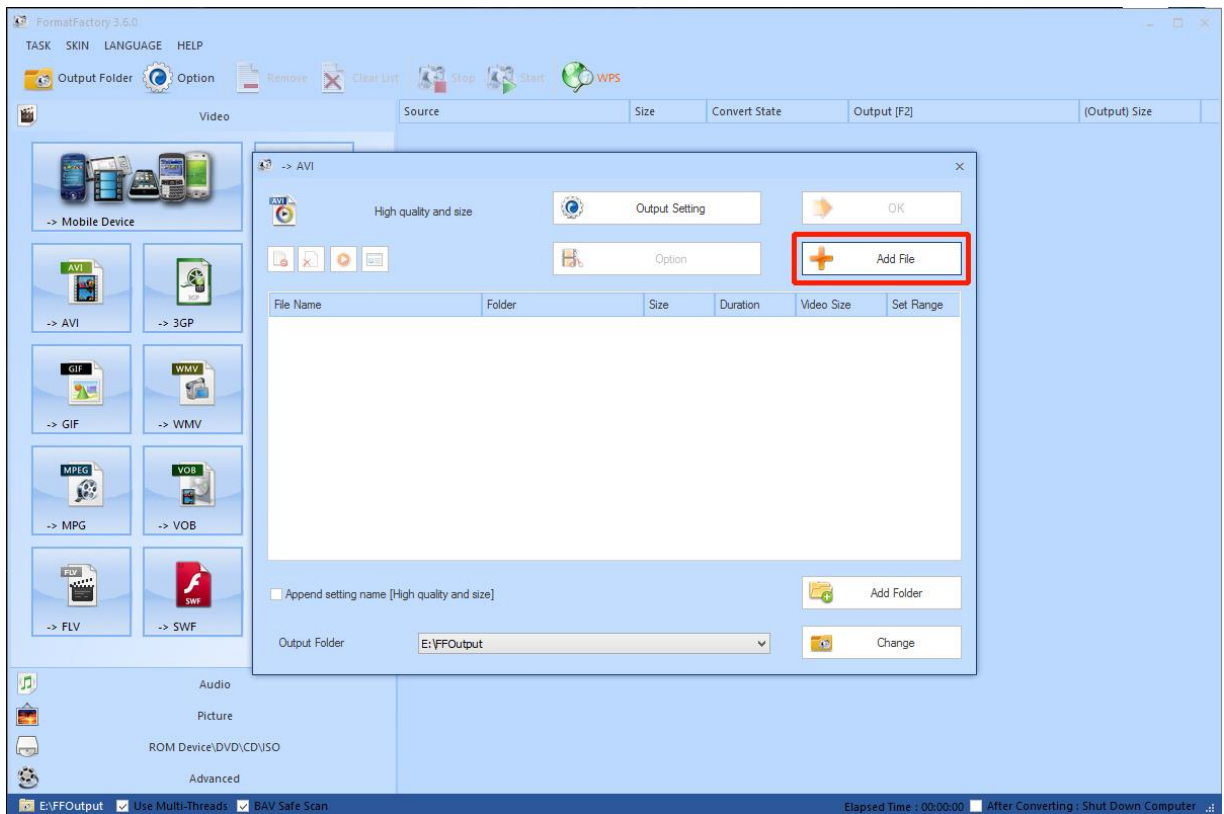 FormatFactory 3.6.0
TASK SKIN LANGUAGE HELP
Output Folder Option Remove Clear List Stop Start WPS
Video
Source Size Convert State Output [F2] (Output) Size
-> Mobile Device
-> AVI
AVI
High quality and size
Output Setting
OK
Option
Add File
File Name Folder Size Duration Video Size Set Range
AVI
3GP
-> AVI
-> 3GP
GIF
WMV
-> GIF
-> WMV
MPEG
VOB
-> MPG
-> VOB
FLV
SWF
-> FLV
-> SWF
Append setting name [High quality and size]
Add Folder
Output Folder E:\FFOutput Change
Audio
Picture
ROM Device\DVD\CD\ISO
Advanced
E:\FFOutput Use Multi-Threads BAV Safe Scan Elapsed Time : 00:00:00 After Converting : Shut Down Computer